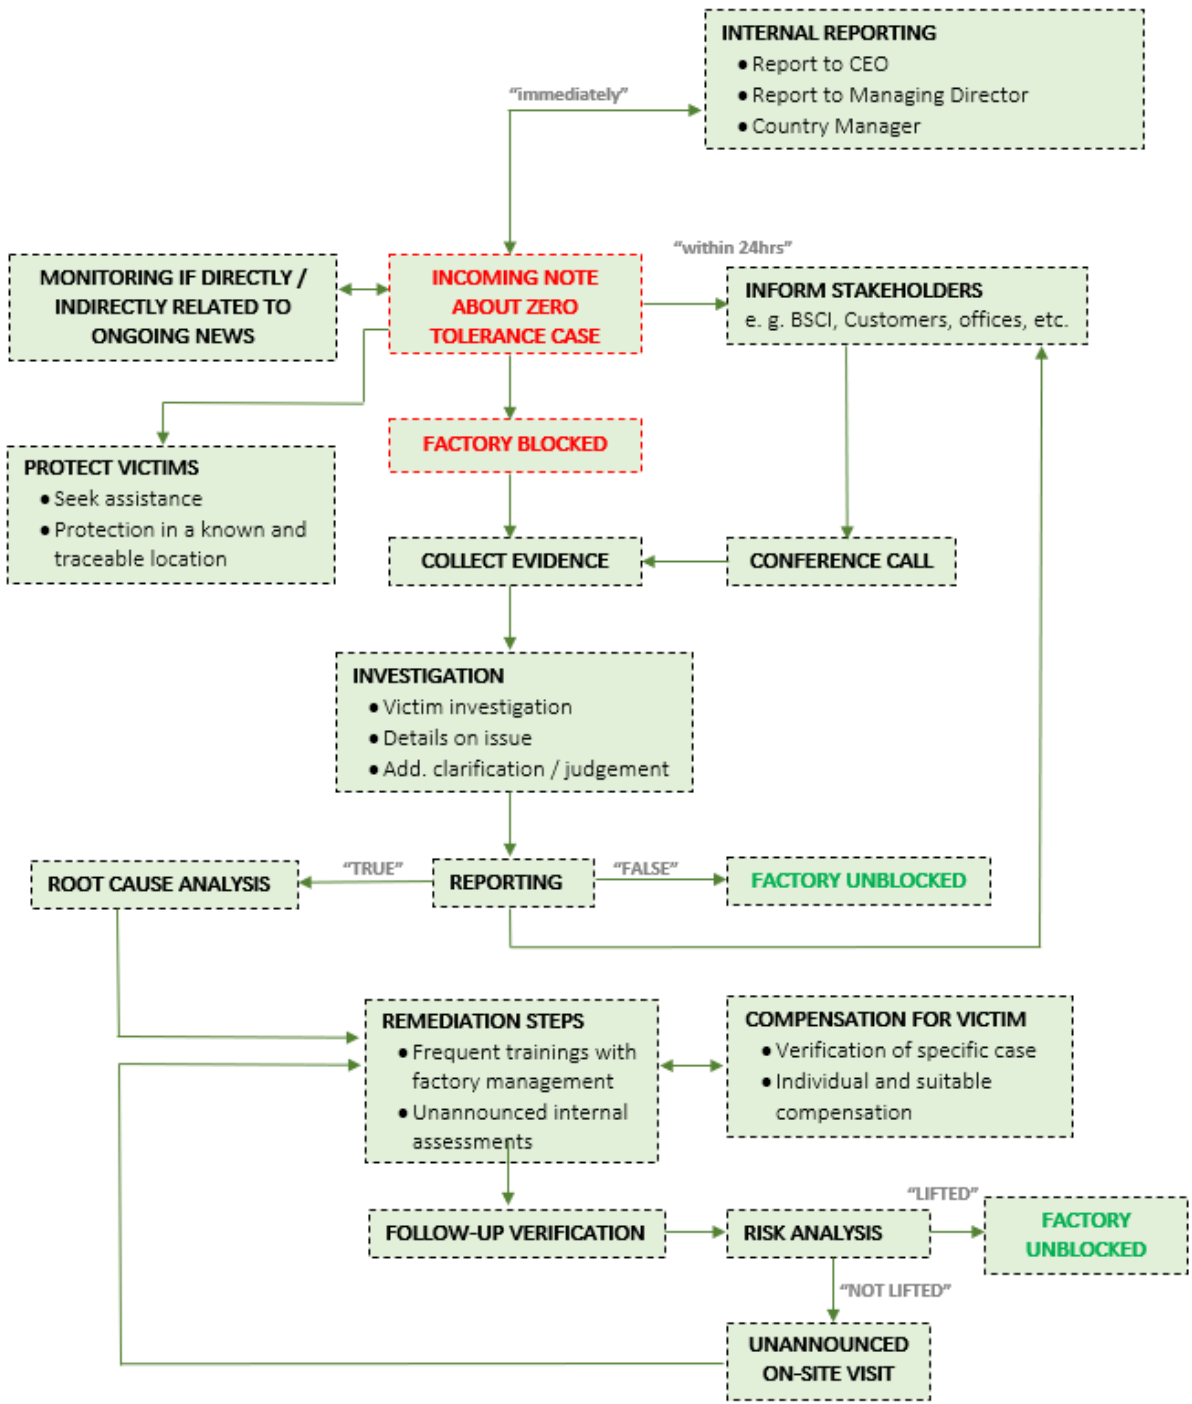 INTERNAL REPORTING
● Report to CEO
● Report to Managing Director
● Country Manager
“immediately”
“within 24hrs”
MONITORING IF DIRECTLY /
INDIRECTLY RELATED TO
ONGOING NEWS
INCOMING NOTE
ABOUT ZERO
TOLERANCE CASE
INFORM STAKEHOLDERS
e. g. BSCI, Customers, offices, etc.
FACTORY BLOCKED
PROTECT VICTIMS
● Seek assistance
● Protection in a known and
traceable location
COLLECT EVIDENCE
CONFERENCE CALL
INVESTIGATION
● Victim investigation
● Details on issue
● Add. clarification / judgement
ROOT CAUSE ANALYSIS
“TRUE”
REPORTING
“FALSE”
FACTORY UNBLOCKED
REMEDIATION STEPS
● Frequent trainings with
factory management
● Unannounced internal
assessments
COMPENSATION FOR VICTIM
● Verification of specific case
● Individual and suitable
compensation
FOLLOW-UP VERIFICATION
RISK ANALYSIS
“LIFTED”
FACTORY
UNBLOCKED
“NOT LIFTED”
UNANNOUNCED
ON-SITE VISIT